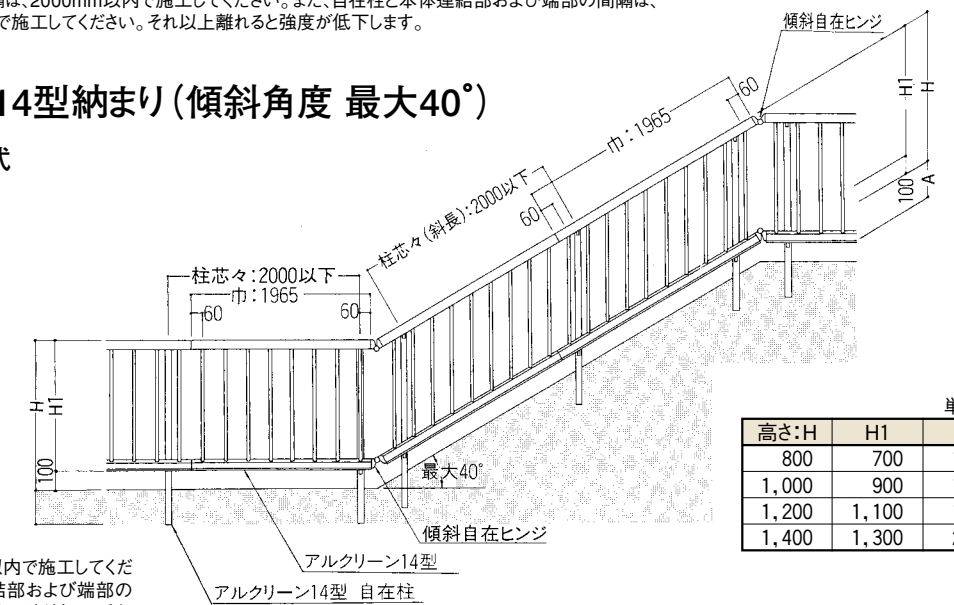 は、2000mm以内で施工してください。また、自在柱と本体連結部および端部の間隔は、
で施工してください。それ以上離れると強度が低下します。
14型納まり(傾斜角度 最大40°)
傾斜自在ヒンジ
60
巾:1965
H1
H
100
A
柱芯々(斜長):2000以下
60
柱芯々:2000以下
巾:1965
60
60
H
H1
100
最大40°
傾斜自在ヒンジ
アルクリーン14型
アルクリーン14型 自在柱
高さ:H H1
800 700
1,000 900
1,200 1,100
1,400 1,300
以内で施工してくだ
結部および端部の